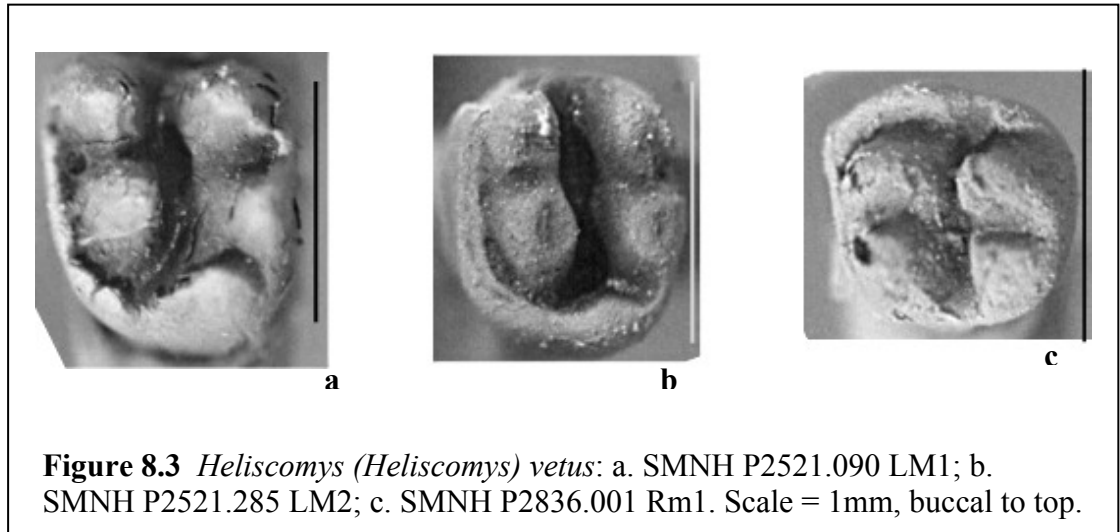 a
b
c
Figure 8.3 Heliscomys (Heliscomys) vetus: a. SMNH P2521.090 LM1; b.
SMNH P2521.285 LM2; c. SMNH P2836.001 Rm1. Scale = 1mm, buccal to top.